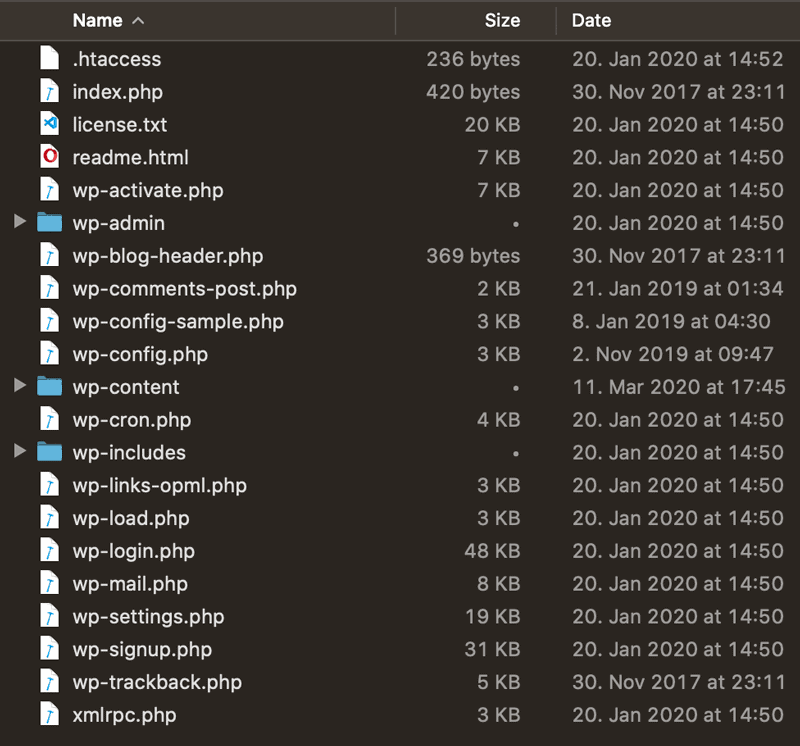 Name Size Date
.htaccess 236 bytes 20. Jan 2020 at 14:52
index.php 420 bytes 30. Nov 2017 at 23:11
license.txt 20 KB 20. Jan 2020 at 14:50
readme.html 7 KB 20. Jan 2020 at 14:50
wp-activate.php 7 KB 20. Jan 2020 at 14:50
wp-admin • 20. Jan 2020 at 14:50
wp-blog-header.php 369 bytes 30. Nov 2017 at 23:11
wp-comments-post.php 2 KB 21. Jan 2019 at 01:34
wp-config-sample.php 3 KB 8. Jan 2019 at 04:30
wp-config.php 3 KB 2. Nov 2019 at 09:47
wp-content • 11. Mar 2020 at 17:45
wp-cron.php 4 KB 20. Jan 2020 at 14:50
wp-includes • 20. Jan 2020 at 14:50
wp-links-opml.php 3 KB 20. Jan 2020 at 14:50
wp-load.php 3 KB 20. Jan 2020 at 14:50
wp-login.php 48 KB 20. Jan 2020 at 14:50
wp-mail.php 8 KB 20. Jan 2020 at 14:50
wp-settings.php 19 KB 20. Jan 2020 at 14:50
wp-signup.php 31 KB 20. Jan 2020 at 14:50
wp-trackback.php 5 KB 30. Nov 2017 at 23:11
xmlrpc.php 3 KB 20. Jan 2020 at 14:50